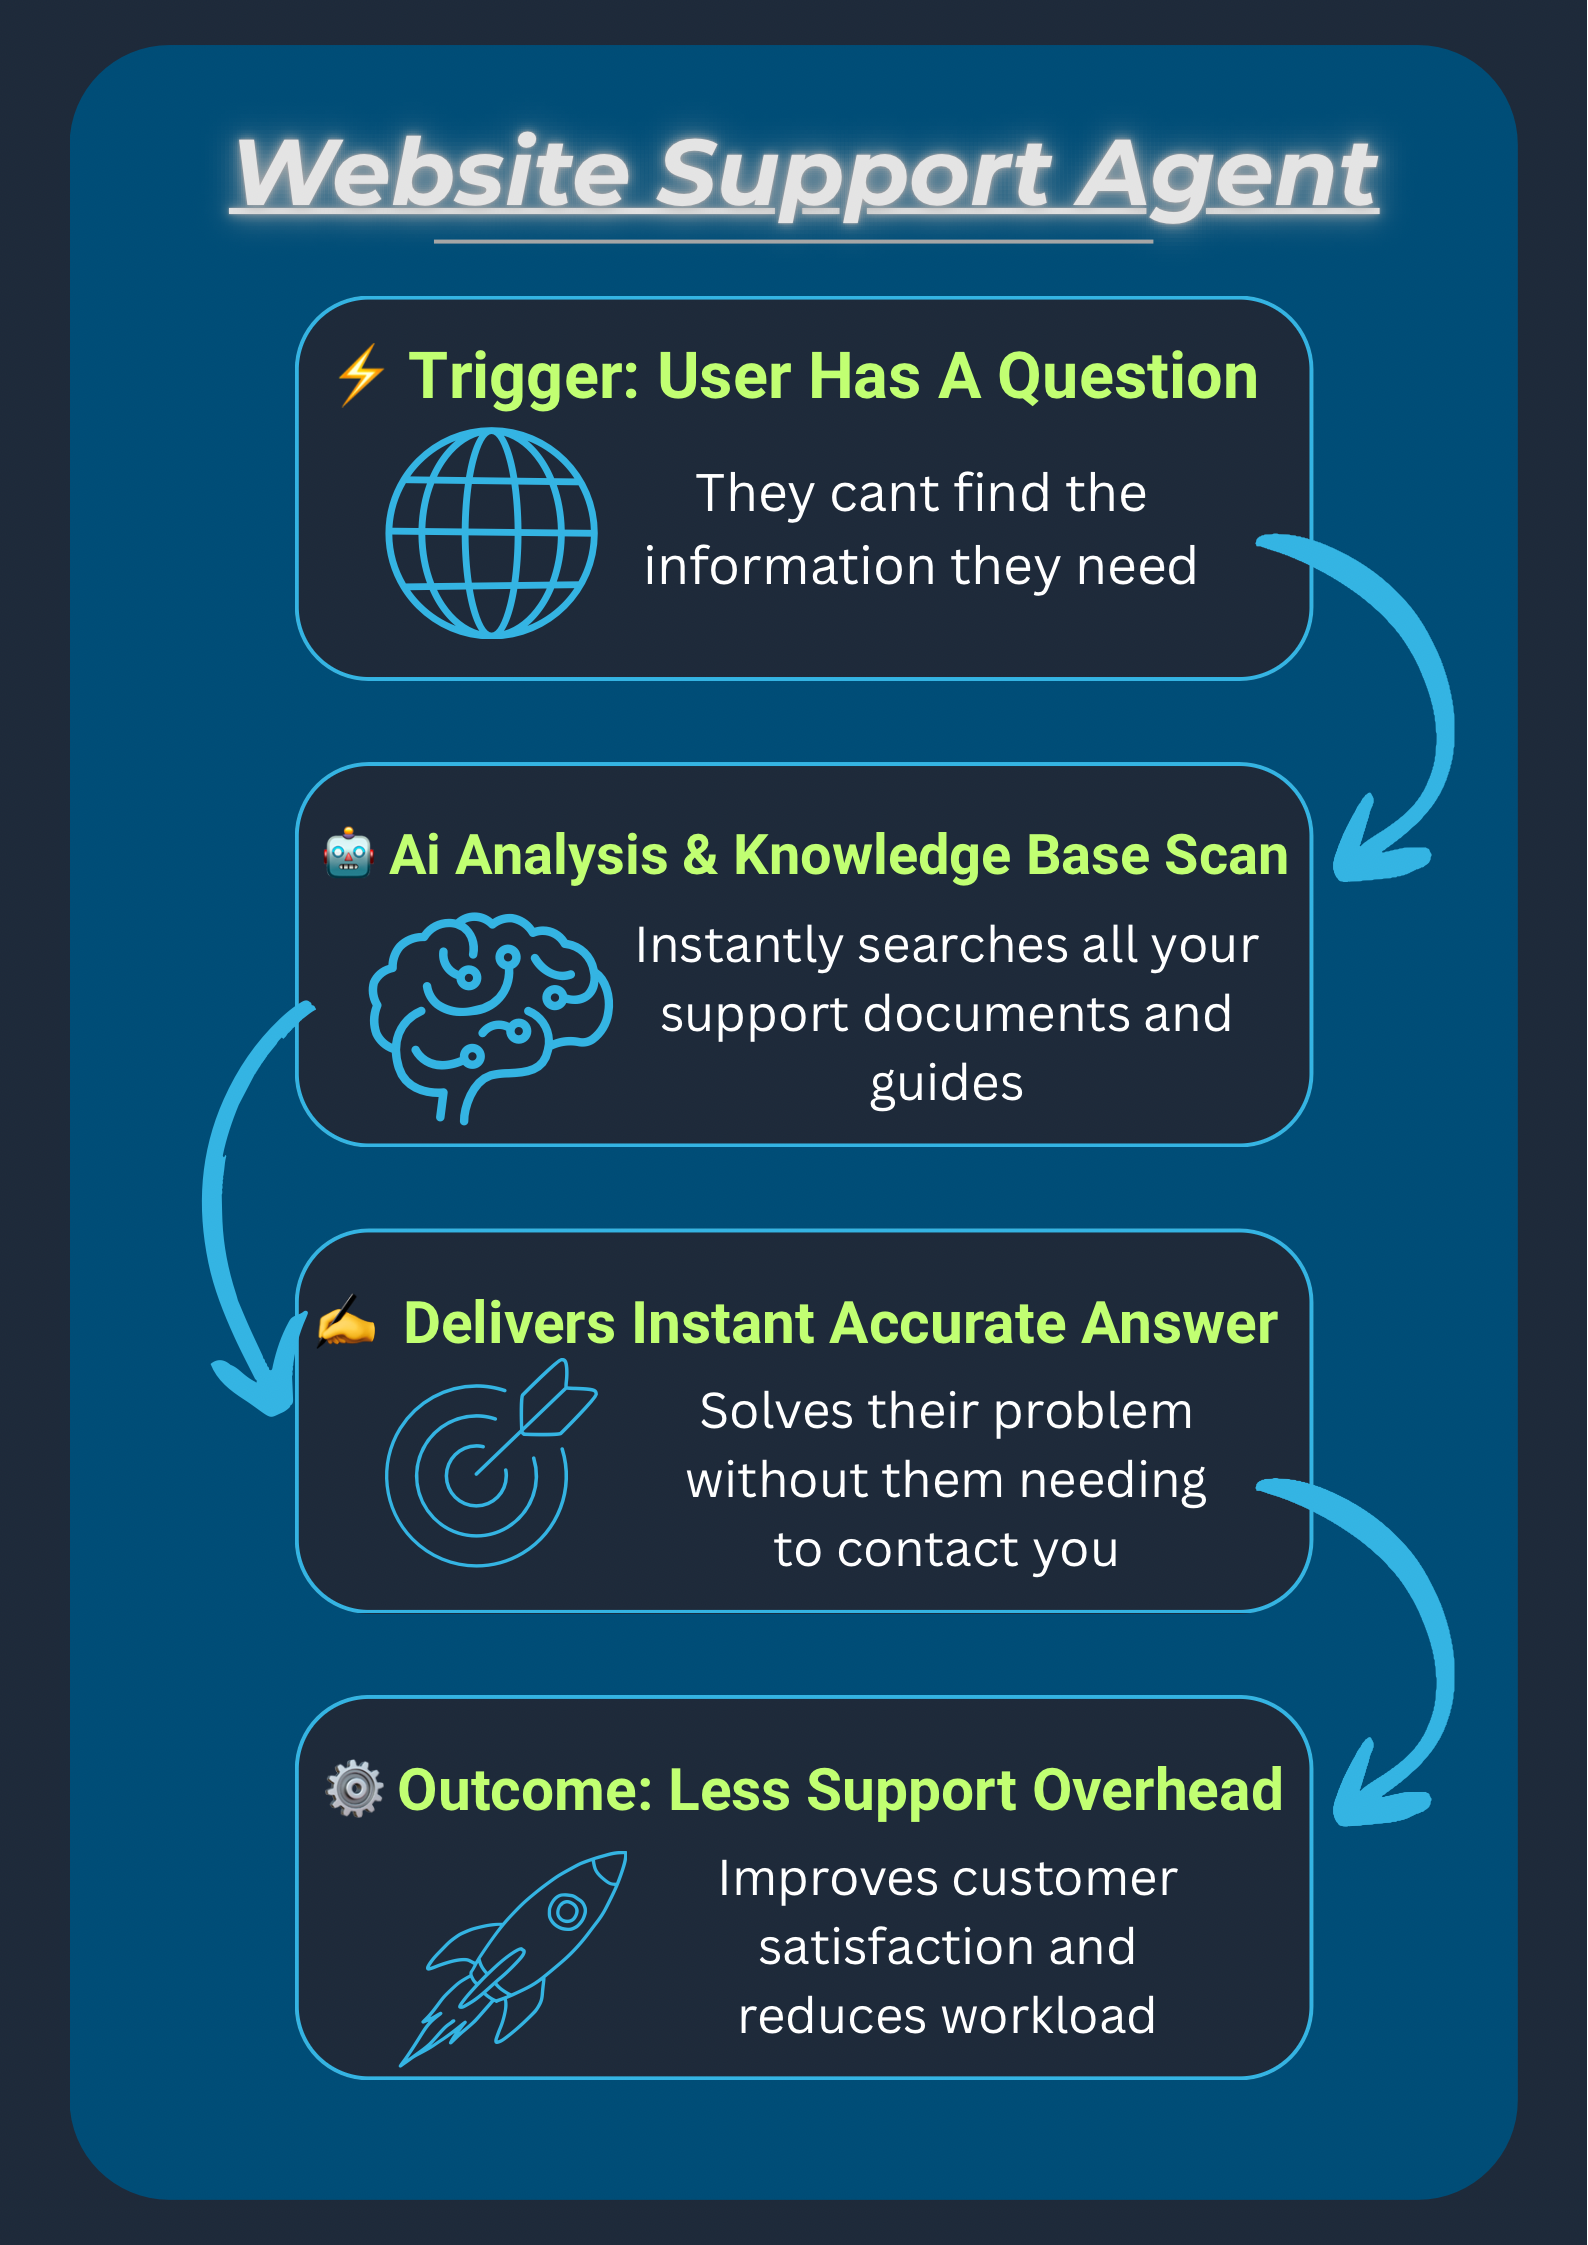 Website Support Agent
⚡ Trigger: User Has A Question
They cant find the
information they need
🤖 Ai Analysis & Knowledge Base Scan
Instantly searches all your
support documents and
guides
✍️ Delivers Instant Accurate Answer
Solves their problem
without them needing
to contact you
⚙️ Outcome: Less Support Overhead
Improves customer
satisfaction and
reduces workload